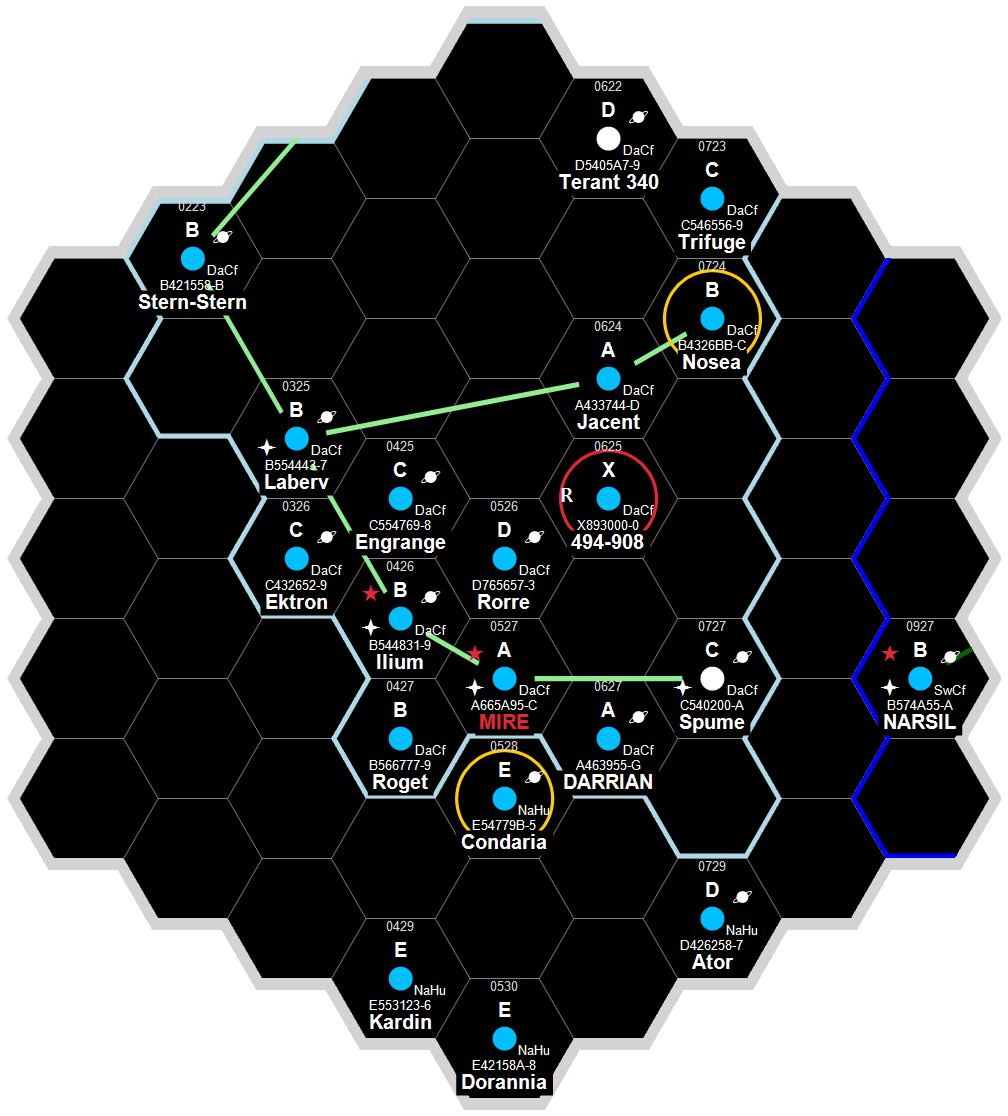 0622
D
DaCf
D5405A7-9
Terant 340
0723
C
DaCf
C546556-9
Trifuge
0223
B
DaCf
B421558-B
Stern-Stern
0724
B
DaCf
B4326BB-C
Nosea
0624
A
DaCf
A433744-D
Jacent
0325
B
DaCf
B554443-7
Laberv
0425
C
DaCf
C554769-8
Engrange
0625
X
R
DaCf
X893000-0
494-908
0326
C
DaCf
C432652-9
Ektron
0526
D
DaCf
D765657-3
Rorre
0426
B
DaCf
B544831-9
Ilium
0527
A
DaCf
A665A95-C
MIRE
0727
C
DaCf
C540200-A
Spume
0927
B
SwCf
B574A55-A
NARSIL
0427
B
DaCf
B566777-9
Roget
0627
A
DaCf
A463955-G
DARRIAN
0528
E
NaHu
E54779B-5
Condaria
0729
D
NaHu
D426258-7
Ator
0429
E
NaHu
E553123-6
Kardin
0530
E
NaHu
E42158A-8
Dorannia